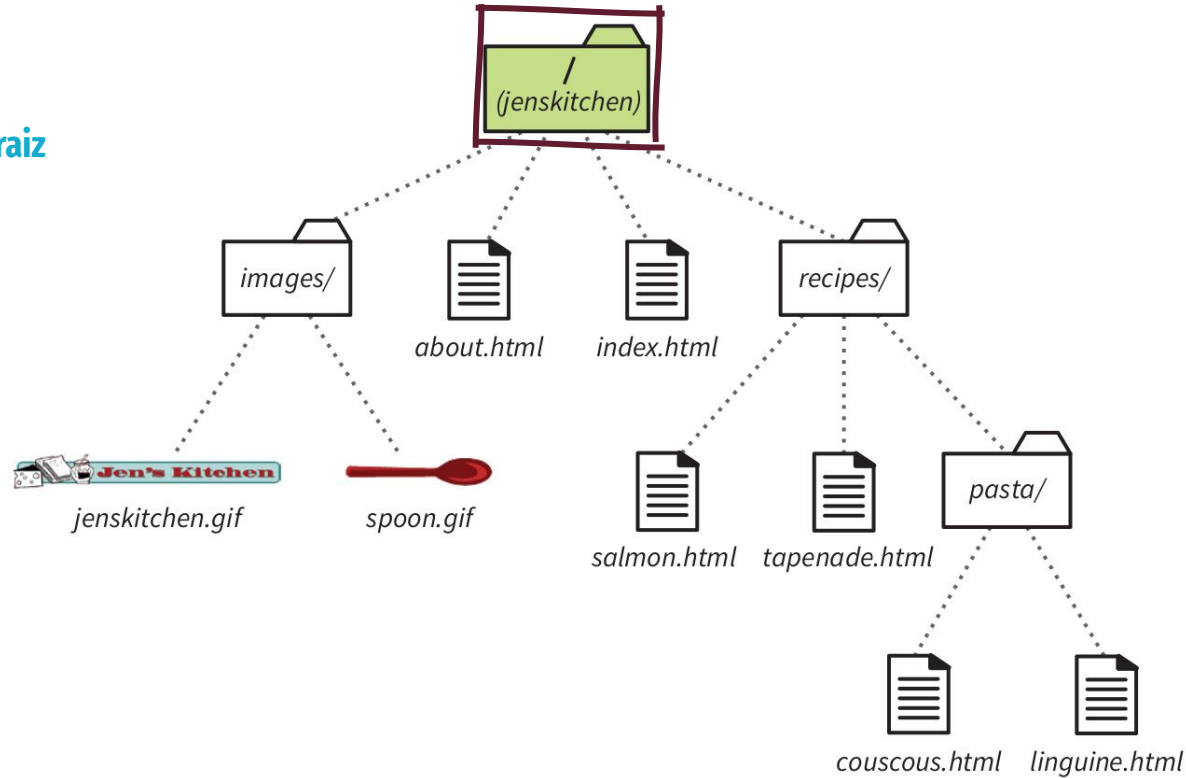 /
(jenskitchen)
raiz
images/
recipes/
about.html
index.html
Jen's Kitchen
jenskitchen.gif
spoon.gif
pasta/
salmon.html
tapenade.html
couscous.html
linguine.html